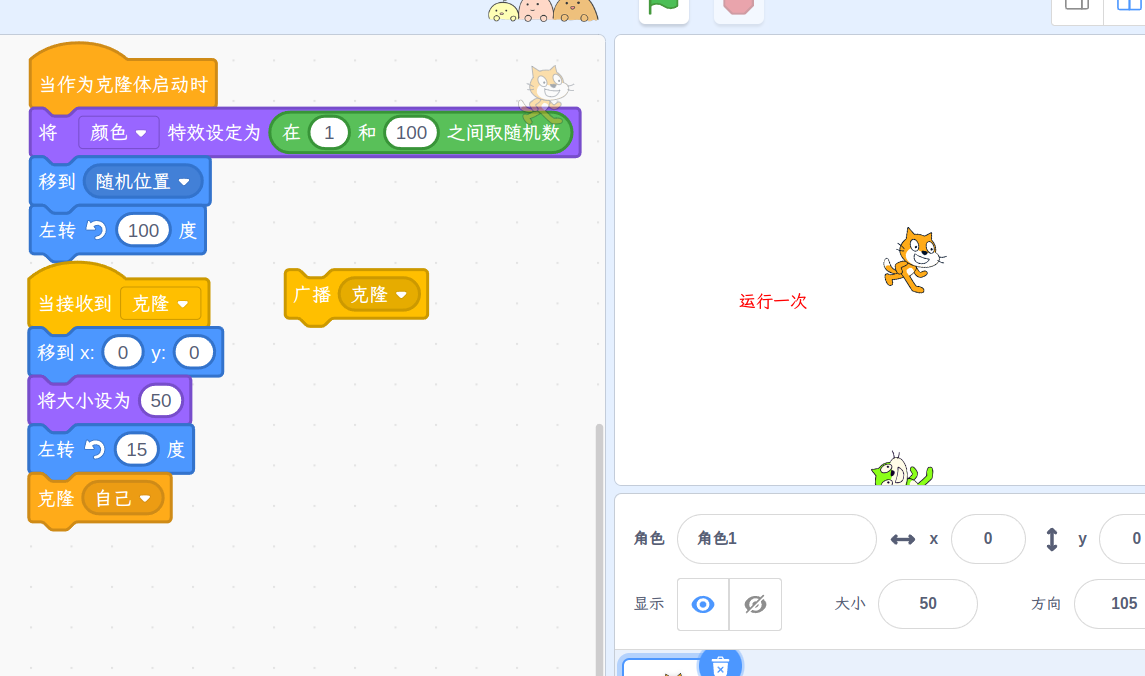 当作为克隆体启动时
将 颜色 特效设定为 在 1 和 100 之间取随机数
移到 随机位置
左转 100 度
当接收到 克隆
广播 克隆
移到 x: 0 y: 0
将大小设为 50
左转 15 度
克隆 自己
运行一次
角色 角色1 x 0 y 0
显示 大小 50 方向 105